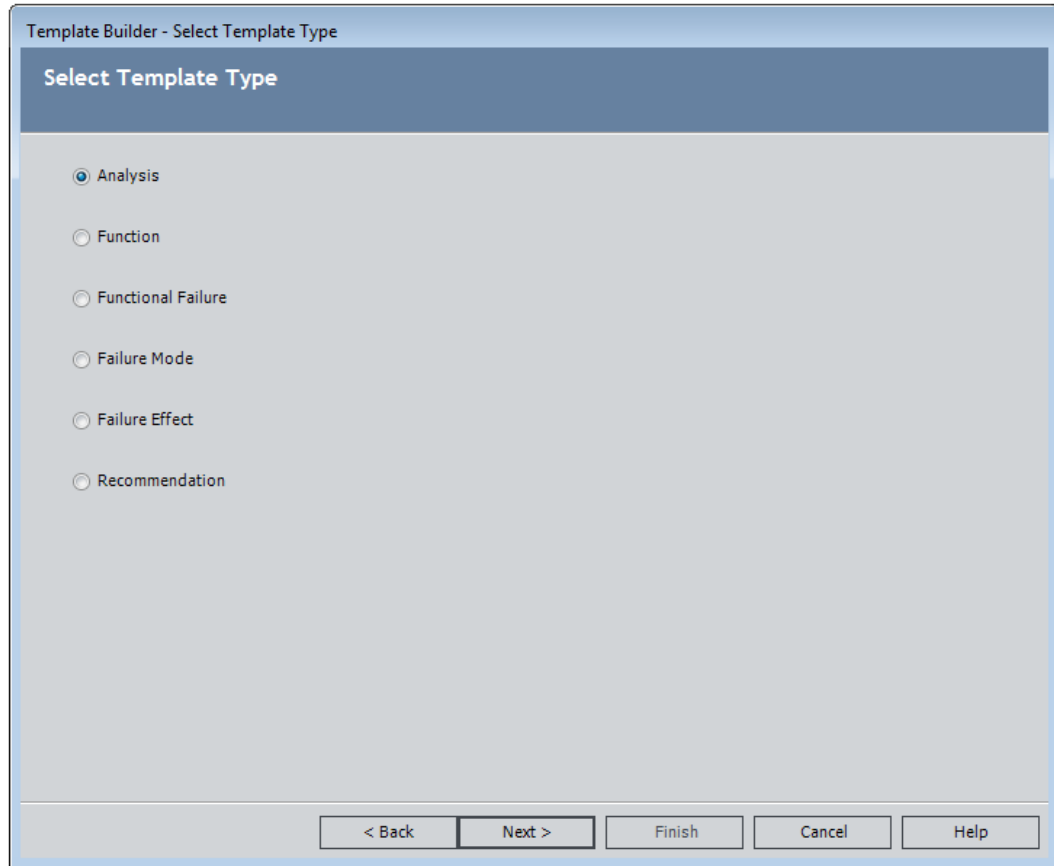 Template Builder - Select Template Type
Select Template Type
Analysis
Function
Functional Failure
Failure Mode
Failure Effect
Recommendation
< Back Next > Finish Cancel Help